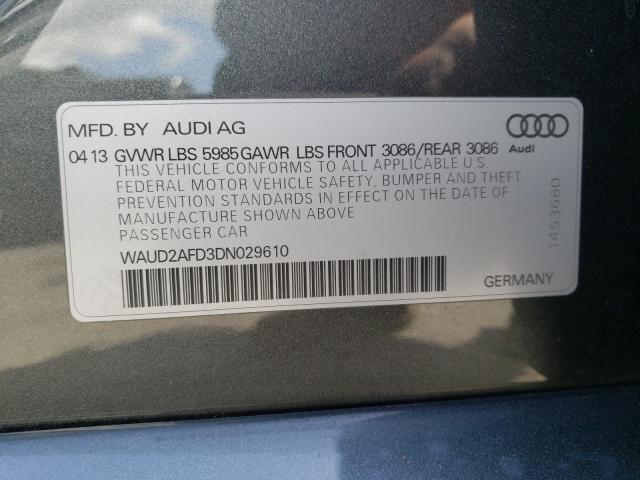 MFD. BY AUDI AG
Audi
04 13 GVWR LBS 5985 GAWR LBS FRONT 3086/REAR 3086
THIS VEHICLE CONFORMS TO ALL APPLICABLE U S
FEDERAL MOTOR VEHICLE SAFETY, BUMPER AND THEFT
PREVENTION STANDARDS IN EFFECT ON THE DATE OF
MANUFACTURE SHOWN ABOVE
PASSENGER CAR
WAUD2AFD3DN029610
GERMANY
1453660